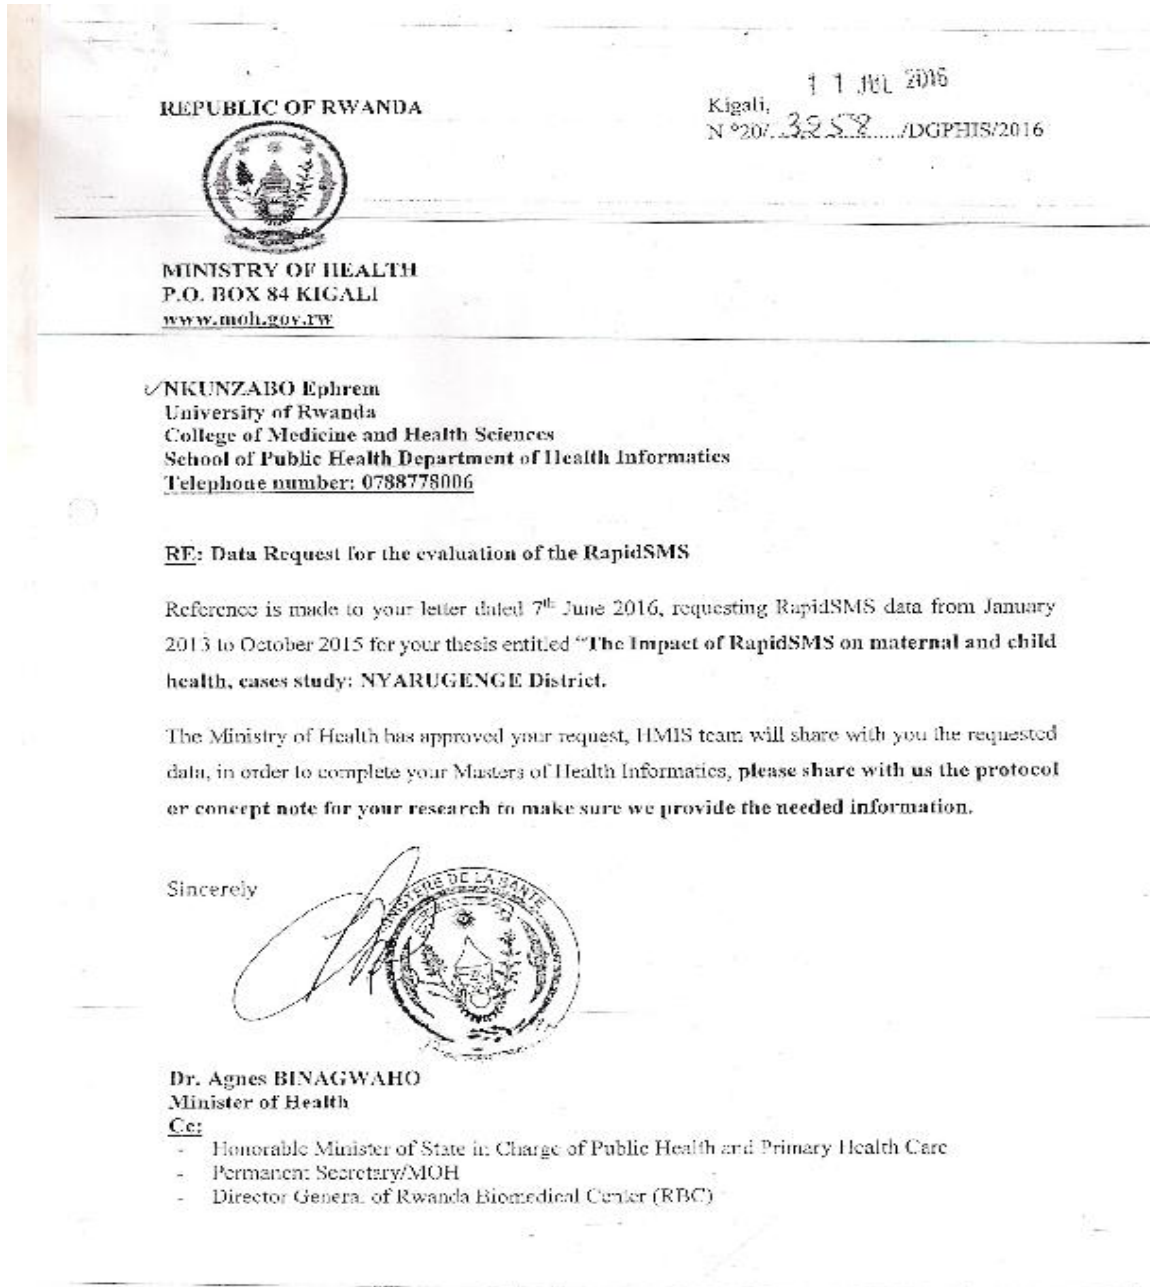 11 JUL 2016
REPUBLIC OF RWANDA
Kigali,
N °20/..3958...../DGPHIS/2016
MINISTRY OF HEALTH
P.O. BOX 84 KIGALI
www.moh.gov.rw
NKUNZABO Ephrem
University of Rwanda
College of Medicine and Health Sciences
School of Public Health Department of Health Informatics
Telephone number: 0788778006
RE: Data Request for the evaluation of the RapidSMS
Reference is made to your letter dated 7th June 2016, requesting RapidSMS data from January
2013 to October 2015 for your thesis entitled “The Impact of RapidSMS on maternal and child
health, cases study: NYARUGENGE District.
The Ministry of Health has approved your request, HMIS team will share with you the requested
data, in order to complete your Masters of Health Informatics, please share with us the protocol
or concept note for your research to make sure we provide the needed information.
Sincerely
MINISTERE DE LA SANTE
Dr. Agnes BINAGWAHO
Minister of Health
Cc:
- Honorable Minister of State in Charge of Public Health and Primary Health Care
- Permanent Secretary/MOH
- Director General of Rwanda Biomedical Center (RBC)